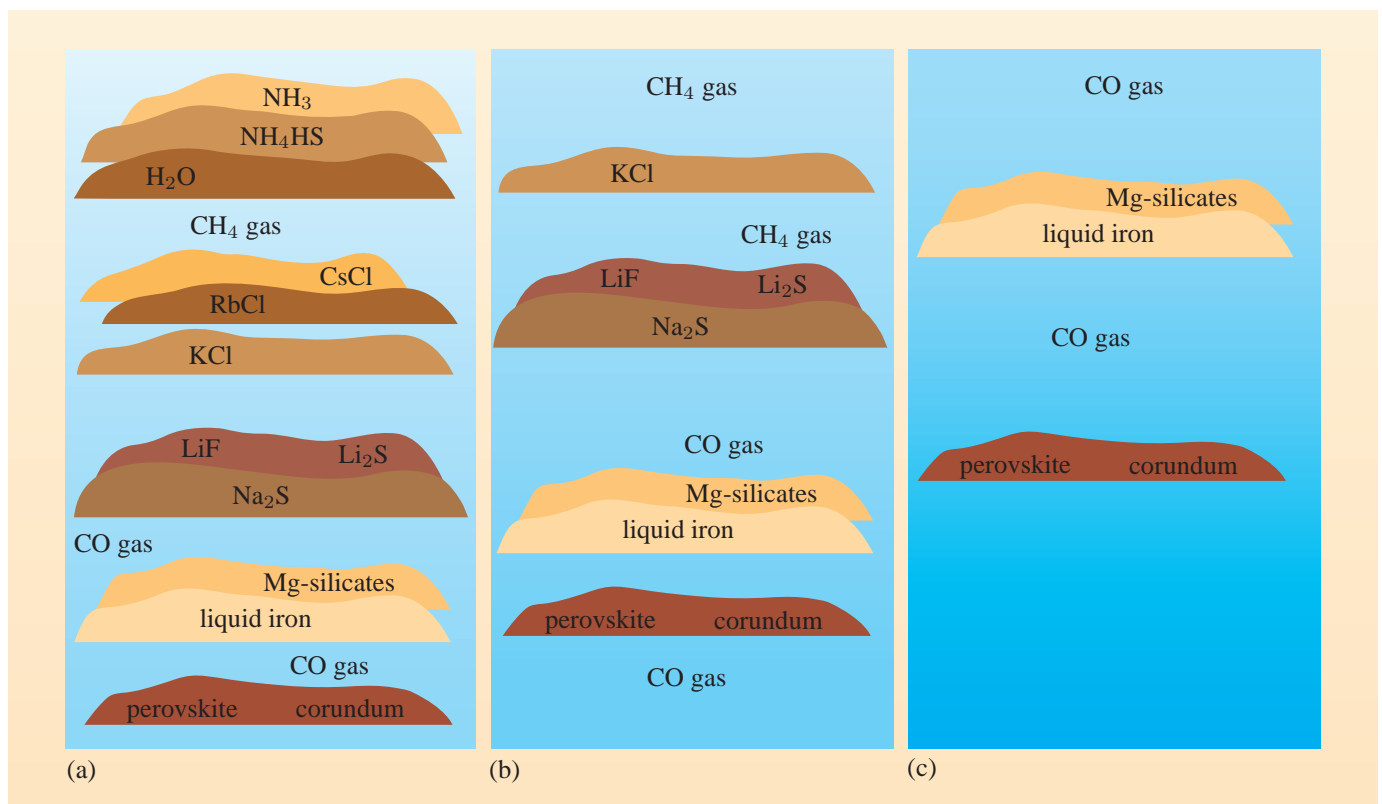 NH₃
NH₄HS
H₂O
CH₄ gas
CsCl
RbCl
KCl
LiF Li₂S
Na₂S
CO gas
Mg-silicates
liquid iron
CO gas
perovskite corundum
(a)
CH₄ gas
KCl
CH₄ gas
LiF Li₂S
Na₂S
CO gas
Mg-silicates
liquid iron
perovskite corundum
CO gas
(b)
CO gas
Mg-silicates
liquid iron
CO gas
perovskite corundum
(c)